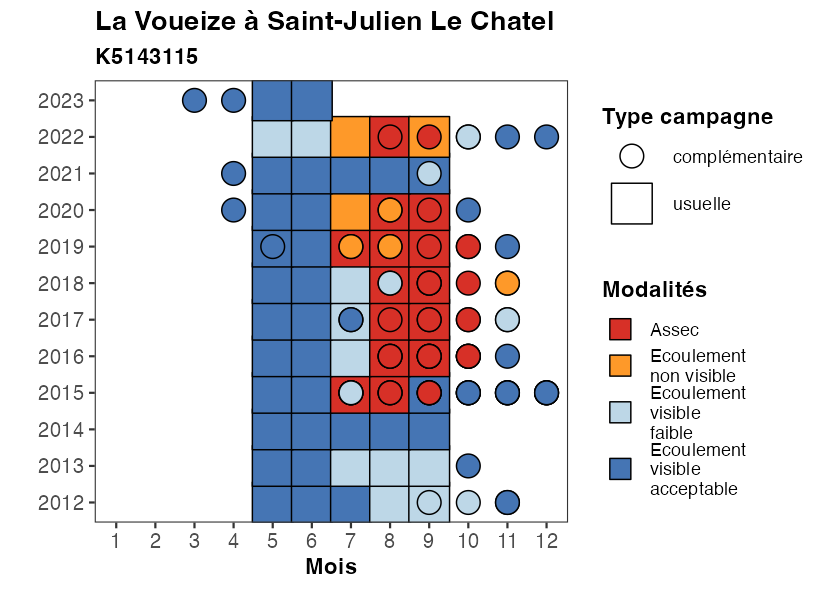 La Voueize à Saint-Julien Le Chatel
K5143115
2023
2022
2021
2020
2019
2018
2017
2016
2015
2014
2013
2012
1 2 3 4 5 6 7 8 9 10 11 12
Mois
Type campagne
complémentaire
usuelle
Modalités
Assec
Ecoulement
non visible
Ecoulement
visible
faible
Ecoulement
visible
acceptable